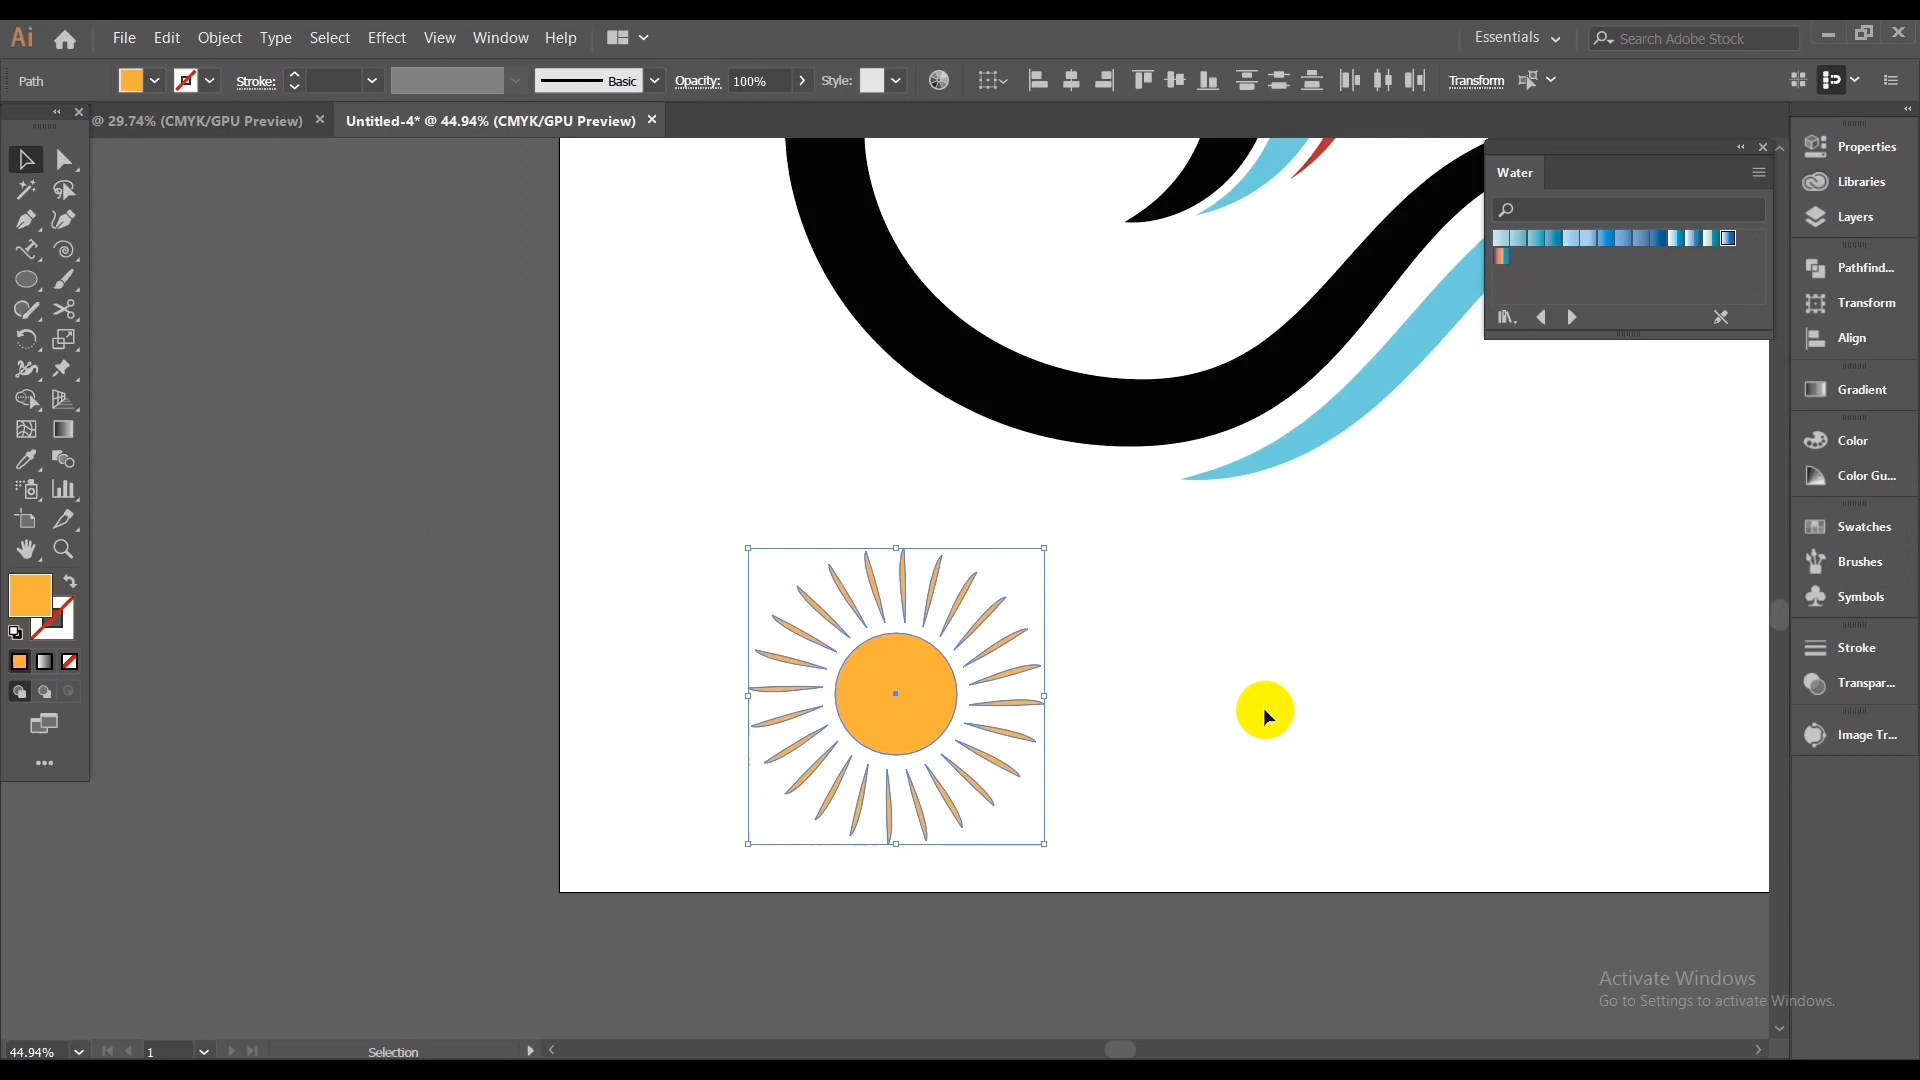 Ai File Edit Object Type Select Effect View Window Help Essentials Search Adobe Stock
Path Stroke: Basic Opacity: 100% Style: Transform
@ 29.74% (CMYK/GPU Preview) Untitled-4* @ 44.94% (CMYK/GPU Preview)
Water
Properties
Libraries
Layers
Pathfind...
Transform
Align
Gradient
Color
Color Gu...
Swatches
Brushes
Symbols
Stroke
Transpar...
Image Tr...
Activate Windows
Go to Settings to activate Windows.
44.94% 1 Selection